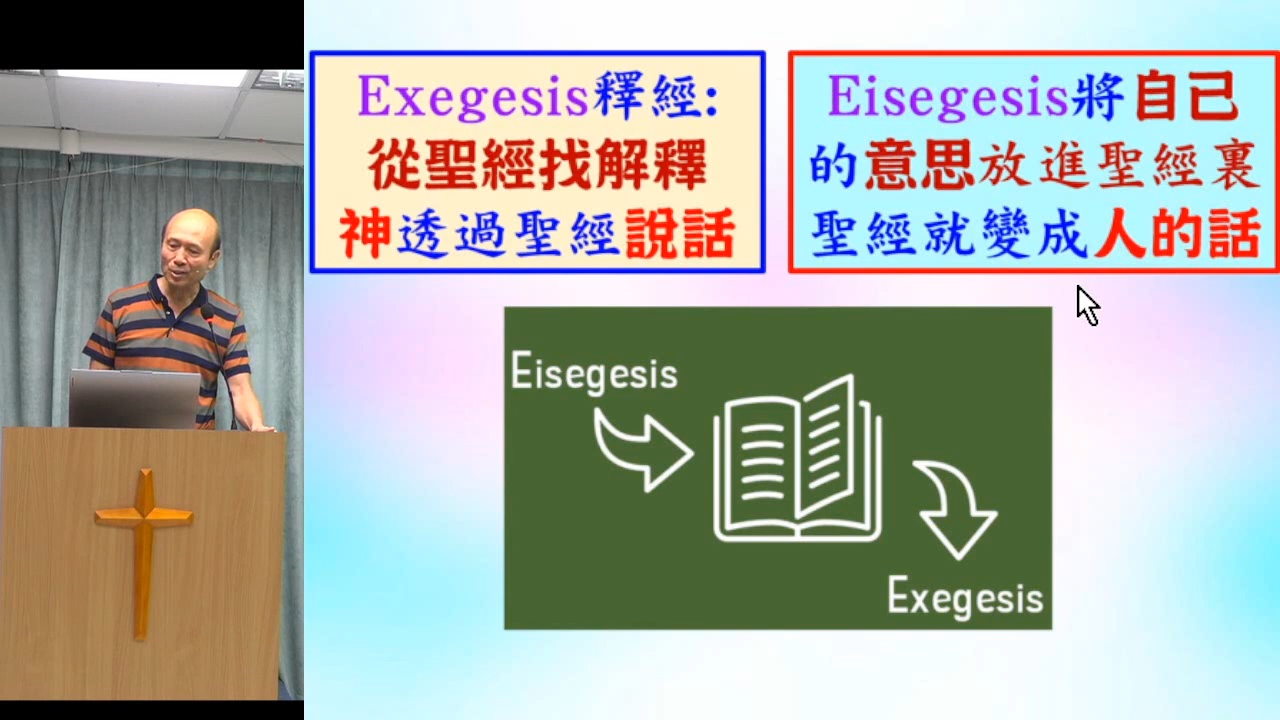 Exegesis釋經:
從聖經找解釋
神透過聖經說話
Eisegesis將自己
的意思放進聖經裏
聖經就變成人的話
Eisegesis
Exegesis